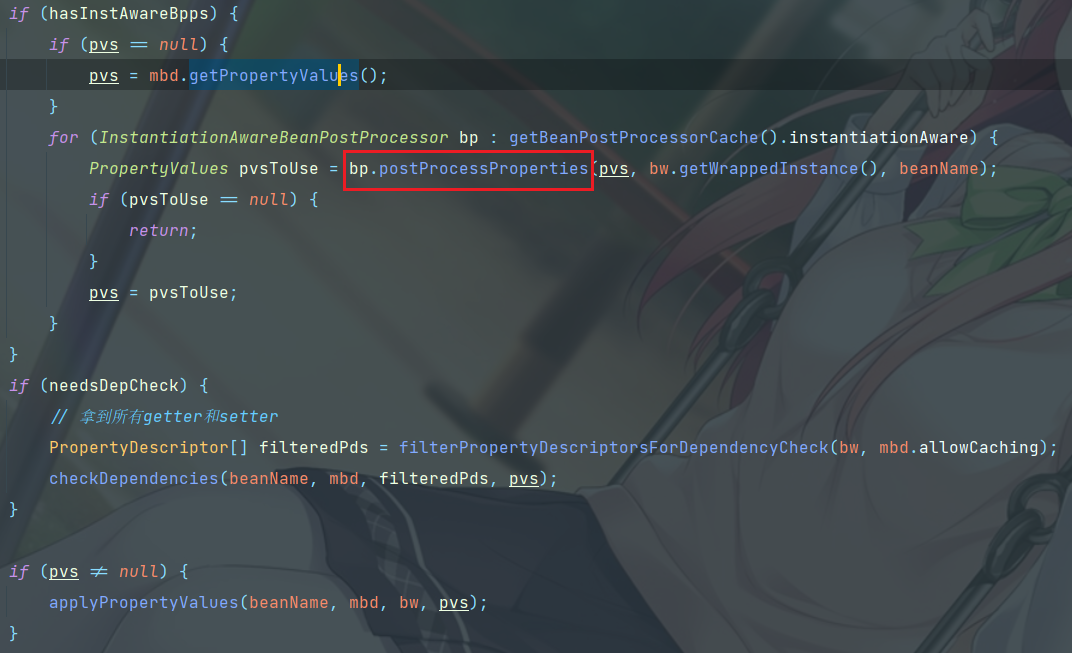 if (hasInstAwareBpps) {
if (pvs == null) {
pvs = mbd.getPropertyValues();
}
for (InstantiationAwareBeanPostProcessor bp : getBeanPostProcessorCache().instantiationAware) {
PropertyValues pvsToUse = bp.postProcessProperties(pvs, bw.getWrappedInstance(), beanName);
if (pvsToUse == null) {
return;
}
pvs = pvsToUse;
}
}
if (needsDepCheck) {
// 拿到所有getter和setter
PropertyDescriptor[] filteredPds = filterPropertyDescriptorsForDependencyCheck(bw, mbd.allowCaching);
checkDependencies(beanName, mbd, filteredPds, pvs);
}
if (pvs ≠ null) {
applyPropertyValues(beanName, mbd, bw, pvs);
}